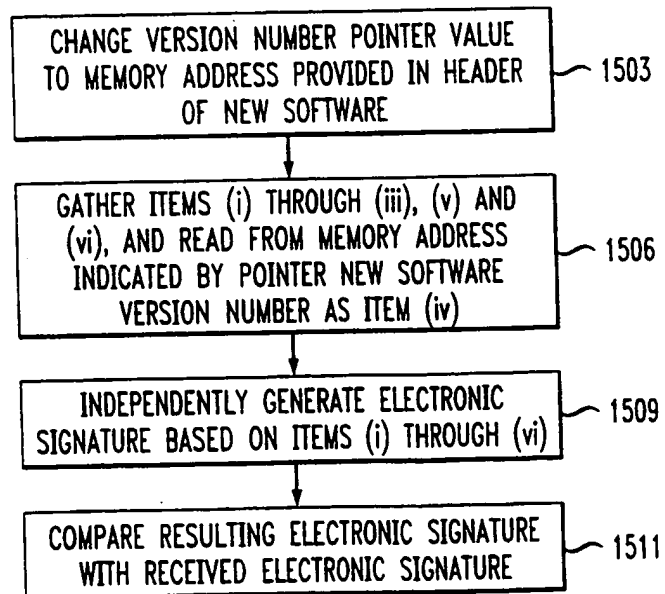 CHANGE VERSION NUMBER POINTER VALUE
TO MEMORY ADDRESS PROVIDED IN HEADER
OF NEW SOFTWARE
1503
GATHER ITEMS (i) THROUGH (iii), (v) AND
(vi), AND READ FROM MEMORY ADDRESS
INDICATED BY POINTER NEW SOFTWARE
VERSION NUMBER AS ITEM (iv)
1506
INDEPENDENTLY GENERATE ELECTRONIC
SIGNATURE BASED ON ITEMS (i) THROUGH (vi)
1509
COMPARE RESULTING ELECTRONIC SIGNATURE
WITH RECEIVED ELECTRONIC SIGNATURE
1511